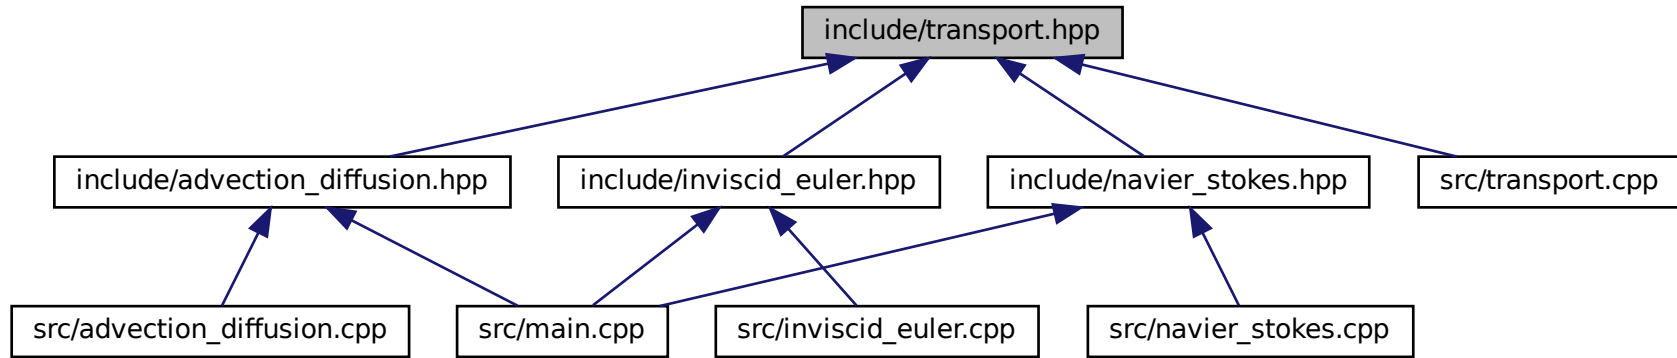 include/transport.hpp
include/advection_diffusion.hpp
include/inviscid_euler.hpp
include/navier_stokes.hpp
src/transport.cpp
src/advection_diffusion.cpp
src/main.cpp
src/inviscid_euler.cpp
src/navier_stokes.cpp